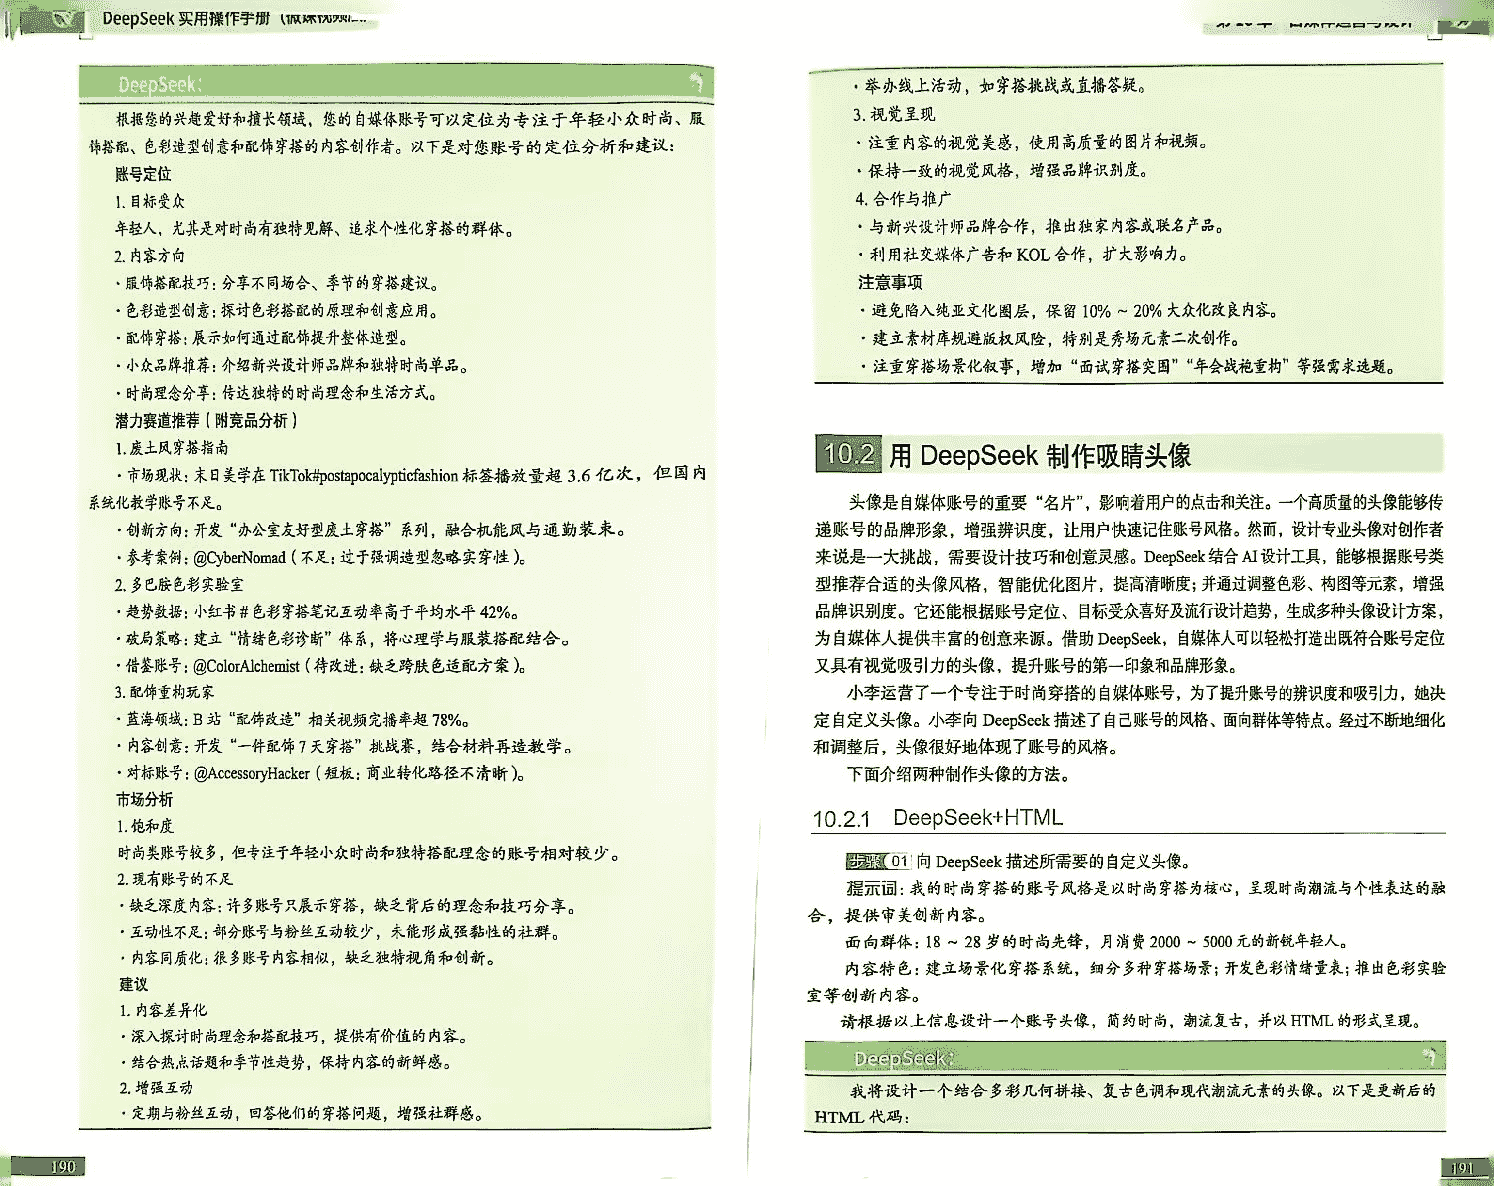 DeepSeek 实用操作手册
DeepSeek:
根据您的兴趣爱好和擅长领域，您的自媒体账号可以定位为专注于年轻小众时尚、服
饰搭配、色彩造型创意和配饰穿搭的内容创作者。以下是对您账号的定位分析和建议：
账号定位
1. 目标受众
年轻人，尤其是对时尚有独特见解、追求个性化穿搭的群体。
2. 内容方向
·服饰搭配技巧：分享不同场合、季节的穿搭建议。
·色彩造型创意：探讨色彩搭配的原理和创意应用。
·配饰穿搭：展示如何通过配饰提升整体造型。
·小众品牌推荐：介绍新兴设计师品牌和独特时尚单品。
·时尚理念分享：传达独特的时尚理念和生活方式。
潜力赛道推荐（附竞品分析）
1. 废土风穿搭指南
·市场现状：末日美学在 TikTok#postapocalypticfashion 标签播放量超 3.6 亿次，但国内
系统化教学账号不足。
·创新方向：开发“办公室友好型废土穿搭”系列，融合机能风与通勤装束。
·参考案例：@CyberNomad（不足：过于强调造型忽略实穿性）。
2. 多巴胺色彩实验室
·趋势数据：小红书 # 色彩穿搭笔记互动率高于平均水平 42%。
·破局策略：建立“情绪色彩诊断”体系，将心理学与服装搭配结合。
·借鉴账号：@ColorAlchemist（待改进：缺乏跨肤色适配方案）。
3. 配饰重构玩家
·蓝海领域：B 站“配饰改造”相关视频完播率超 78%。
·内容创意：开发“一件配饰 7 天穿搭”挑战赛，结合材料再造教学。
·对标账号：@AccessoryHacker（短板：商业转化路径不清晰）。
市场分析
1. 饱和度
时尚类账号较多，但专注于年轻小众时尚和独特搭配理念的账号相对较少。
2. 现有账号的不足
·缺乏深度内容：许多账号只展示穿搭，缺乏背后的理念和技巧分享。
·互动性不足：部分账号与粉丝互动较少，未能形成强黏性的社群。
·内容同质化：很多账号内容相似，缺乏独特视角和创新。
建议
1. 内容差异化
·深入探讨时尚理念和搭配技巧，提供有价值的内容。
·结合热点话题和季节性趋势，保持内容的新鲜感。
2. 增强互动
·定期与粉丝互动，回答他们的穿搭问题，增强社群感。
190
·举办线上活动，如穿搭挑战或直播答疑。
3. 视觉呈现
·注重内容的视觉美感，使用高质量的图片和视频。
·保持一致的视觉风格，增强品牌识别度。
4. 合作与推广
·与新兴设计师品牌合作，推出独家内容或联名产品。
·利用社交媒体广告和 KOL 合作，扩大影响力。
注意事项
·避免陷入纯亚文化圈层，保留 10% ~ 20% 大众化改良内容。
·建立素材库规避版权风险，特别是秀场元素二次创作。
·注重穿搭场景化叙事，增加“面试穿搭突围”“年会战袍重构”等强需求选题。
10.2 用 DeepSeek 制作吸睛头像
头像是自媒体账号的重要“名片”，影响着用户的点击和关注。一个高质量的头像能够传
递账号的品牌形象，增强辨识度，让用户快速记住账号风格。然而，设计专业头像对创作者
来说是一大挑战，需要设计技巧和创意灵感。DeepSeek 结合 AI 设计工具，能够根据账号类
型推荐合适的头像风格，智能优化图片，提高清晰度；并通过调整色彩、构图等元素，增强
品牌识别度。它还能根据账号定位、目标受众喜好及流行设计趋势，生成多种头像设计方案，
为自媒体人提供丰富的创意来源。借助 DeepSeek，自媒体人可以轻松打造出既符合账号定位
又具有视觉吸引力的头像，提升账号的第一印象和品牌形象。
小李运营了一个专注于时尚穿搭的自媒体账号，为了提升账号的辨识度和吸引力，她决
定自定义头像。小李向 DeepSeek 描述了自己账号的风格、面向群体等特点。经过不断地细化
和调整后，头像很好地体现了账号的风格。
下面介绍两种制作头像的方法。
10.2.1 DeepSeek+HTML
步骤 01 向 DeepSeek 描述所需要的自定义头像。
提示词：我的时尚穿搭的账号风格是以时尚穿搭为核心，呈现时尚潮流与个性表达的融
合，提供审美创新内容。
面向群体：18 ~ 28 岁的时尚先锋，月消费 2000 ~ 5000 元的新锐年轻人。
内容特色：建立场景化穿搭系统，细分多种穿搭场景；开发色彩情绪量表；推出色彩实验
室等创新内容。
请根据以上信息设计一个账号头像，简约时尚，潮流复古，并以 HTML 的形式呈现。
DeepSeek:
我将设计一个结合多彩几何拼接、复古色调和现代潮流元素的头像。以下是更新后的
HTML 代码：
191